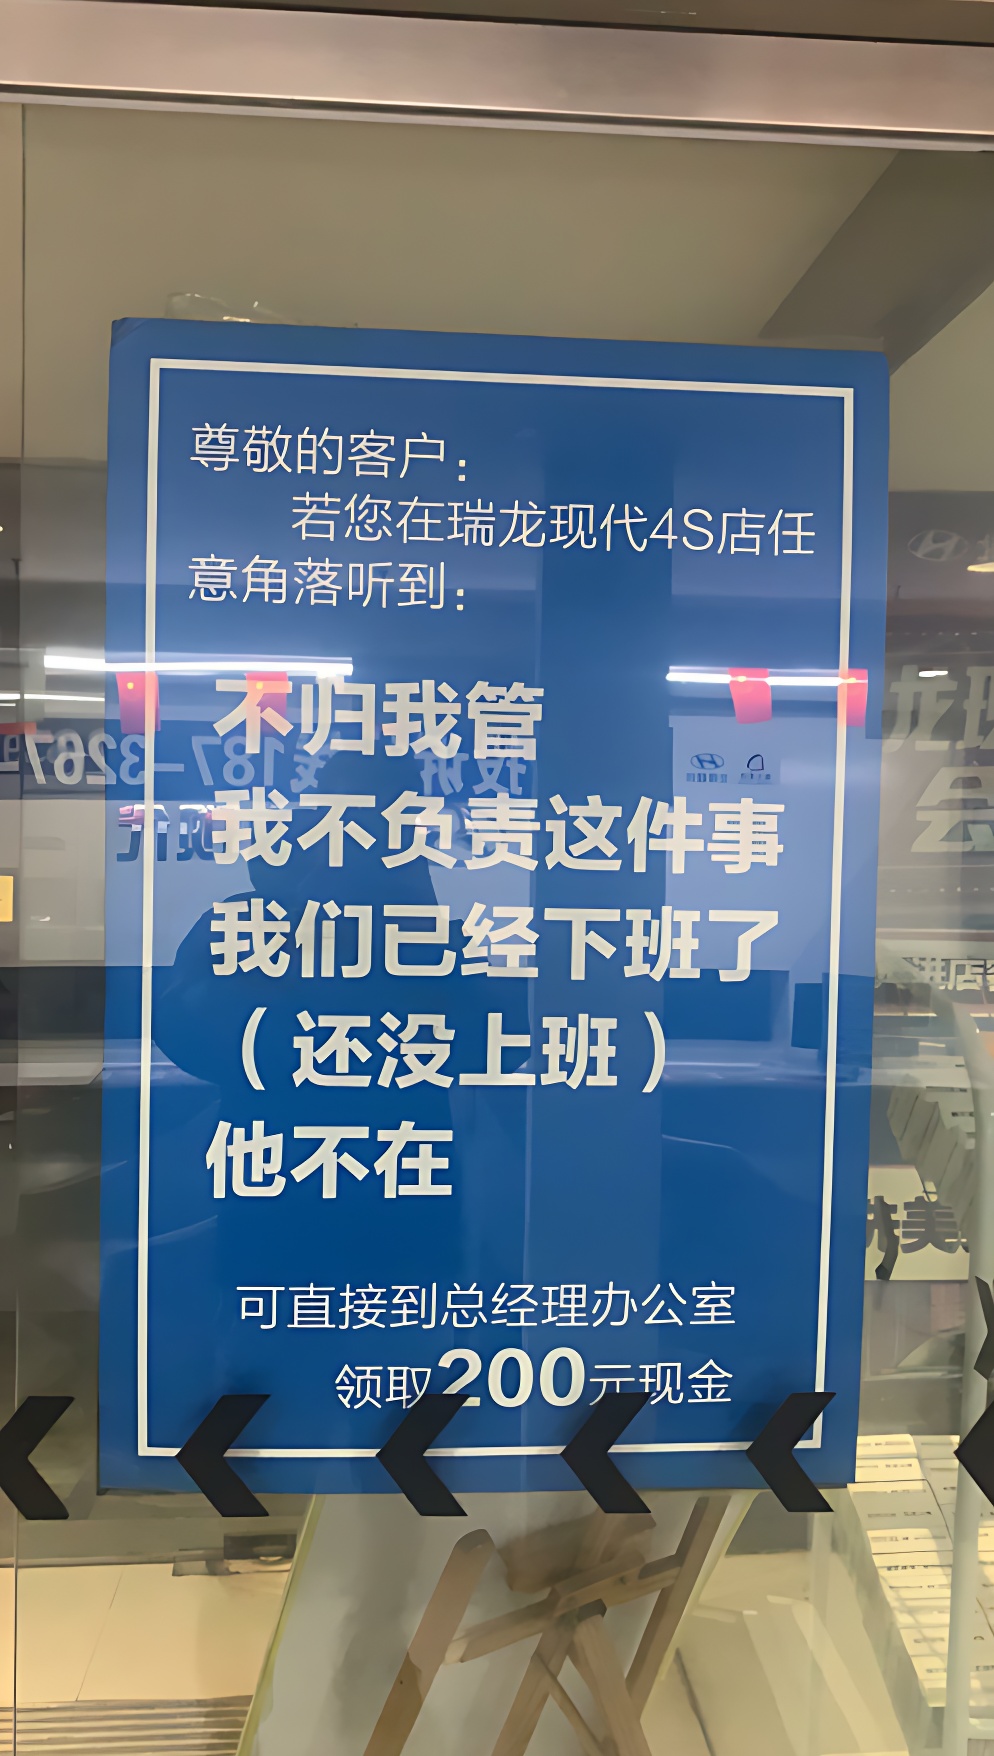 尊敬的客户：
若您在瑞龙现代4S店任
意角落听到：
不归我管
我不负责这件事
我们已经下班了
（还没上班）
他不在
可直接到总经理办公室
领取200元现金